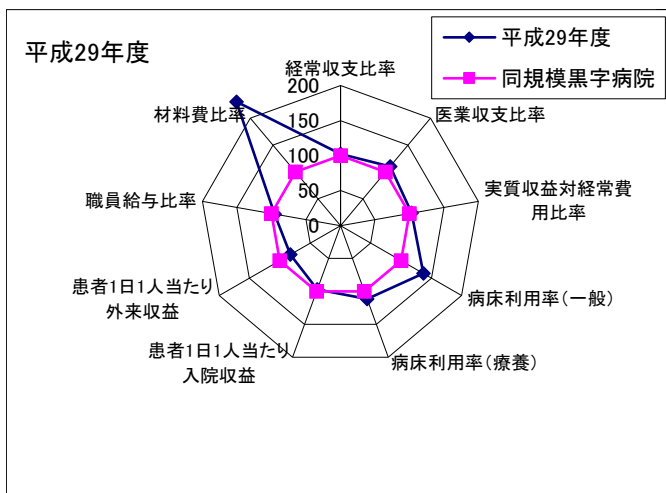 平成29年度
平成29年度
同規模黒字病院
経常収支比率
医業収支比率
実質収益対経常費
用比率
病床利用率(一般)
病床利用率(療養)
患者1日1人当たり
入院収益
患者1日1人当たり
外来収益
職員給与比率
材料費比率
200
150
100
50
0